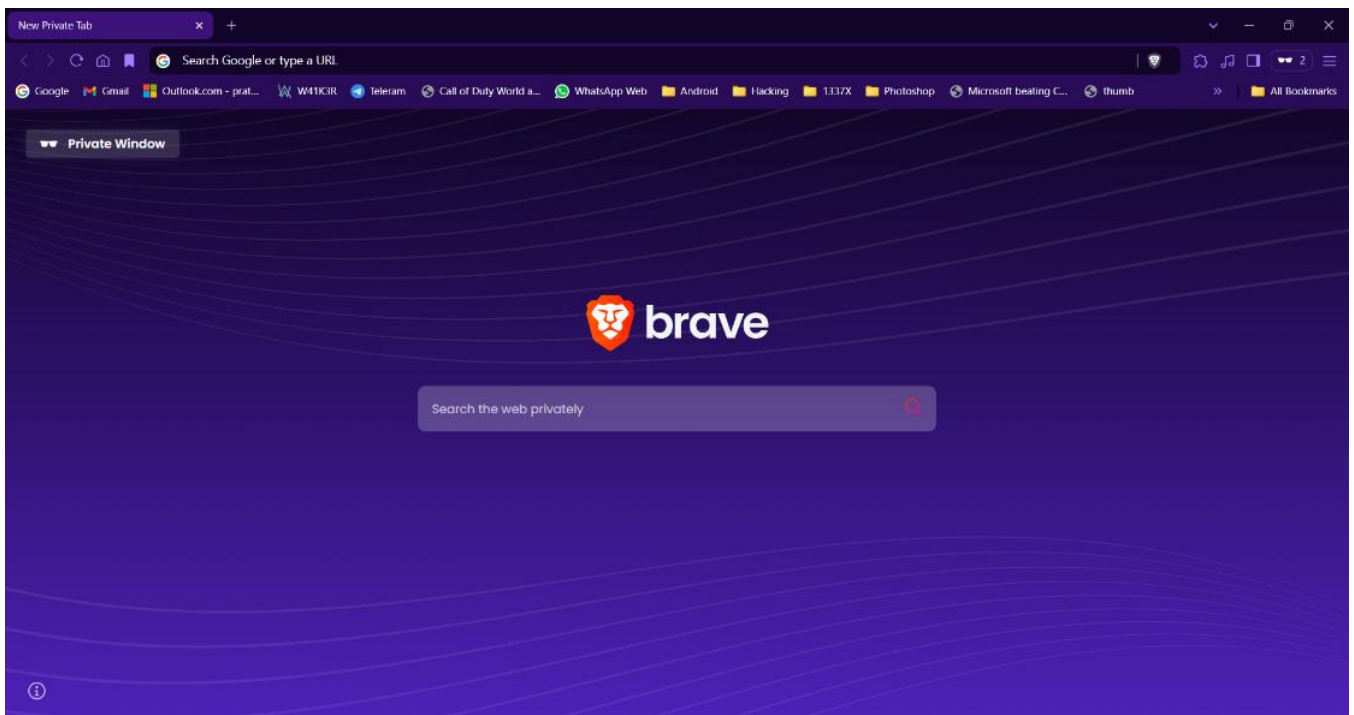 New Private Tab
Search Google or type a URL
2
Google Gmail Outlook.com - prat... W41K3R Teleram Call of Duty World a... WhatsApp Web Android Hacking 1337X Photoshop Microsoft beating C... thumb » All Bookmarks
Private Window
brave
Search the web privately